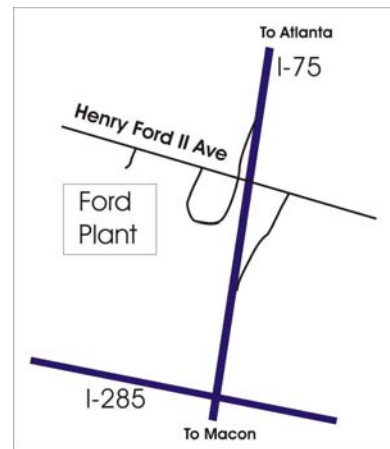 To Atlanta
I-75
Henry Ford II Ave
Ford
Plant
I-285
To Macon